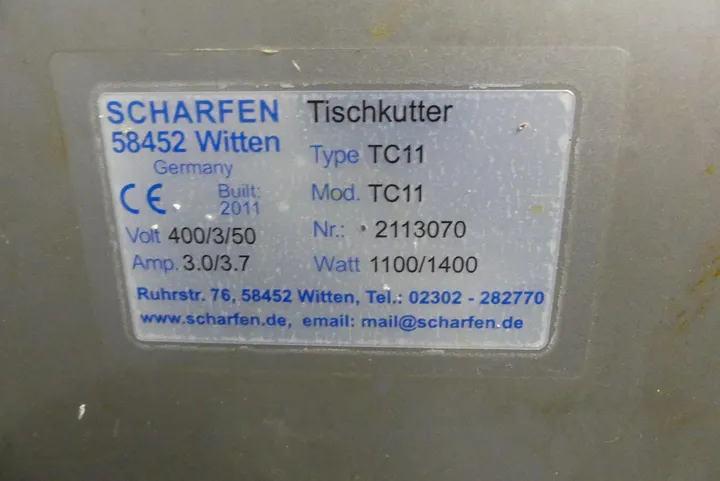 SCHARFEN
58452 Witten
Germany
CE
Built:
2011
Volt 400/3/50
Amp. 3.0/3.7
Tischkutter
Type TC11
Mod. TC11
Nr.: 2113070
Watt 1100/1400
Ruhrstr. 76, 58452 Witten, Tel.: 02302 - 282770
www.scharfen.de, email: mail@scharfen.de